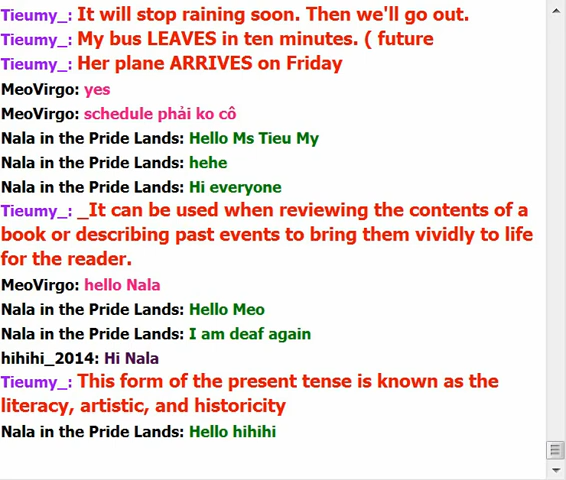 Tieumy_: It will stop raining soon. Then we'll go out.
Tieumy_: My bus LEAVES in ten minutes. ( future
Tieumy_: Her plane ARRIVES on Friday
MeoVirgo: yes
MeoVirgo: schedule phải ko cô
Nala in the Pride Lands: Hello Ms Tieu My
Nala in the Pride Lands: hehe
Nala in the Pride Lands: Hi everyone
Tieumy_: _It can be used when reviewing the contents of a
book or describing past events to bring them vividly to life
for the reader.
MeoVirgo: hello Nala
Nala in the Pride Lands: Hello Meo
Nala in the Pride Lands: I am deaf again
hihihi_2014: Hi Nala
Tieumy_: This form of the present tense is known as the
literacy, artistic, and historicity
Nala in the Pride Lands: Hello hihihi